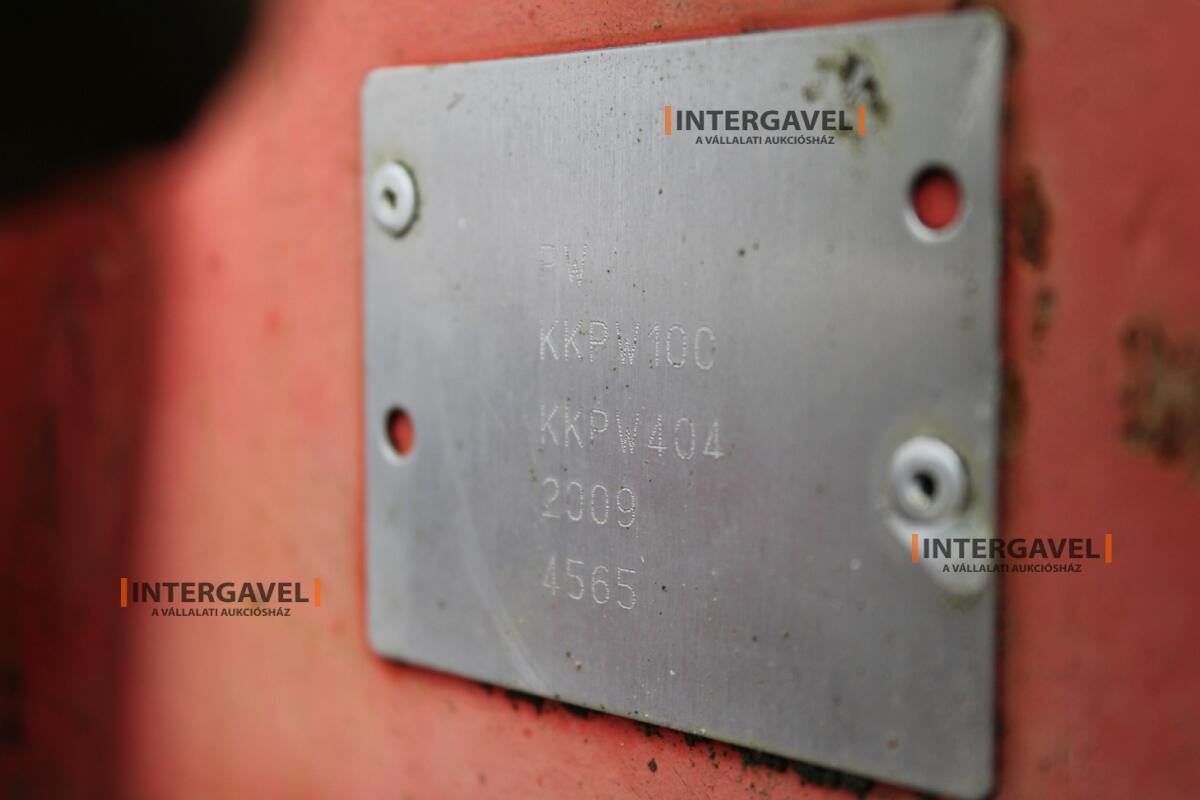 INTERGAVEL
A VÁLLALATI AUKCIÓSHÁZ
PW
KKPW100
KKPW404
2009
4565
INTERGAVEL
A VÁLLALATI AUKCIÓSHÁZ
INTERGAVEL
A VÁLLALATI AUKCIÓSHÁZ